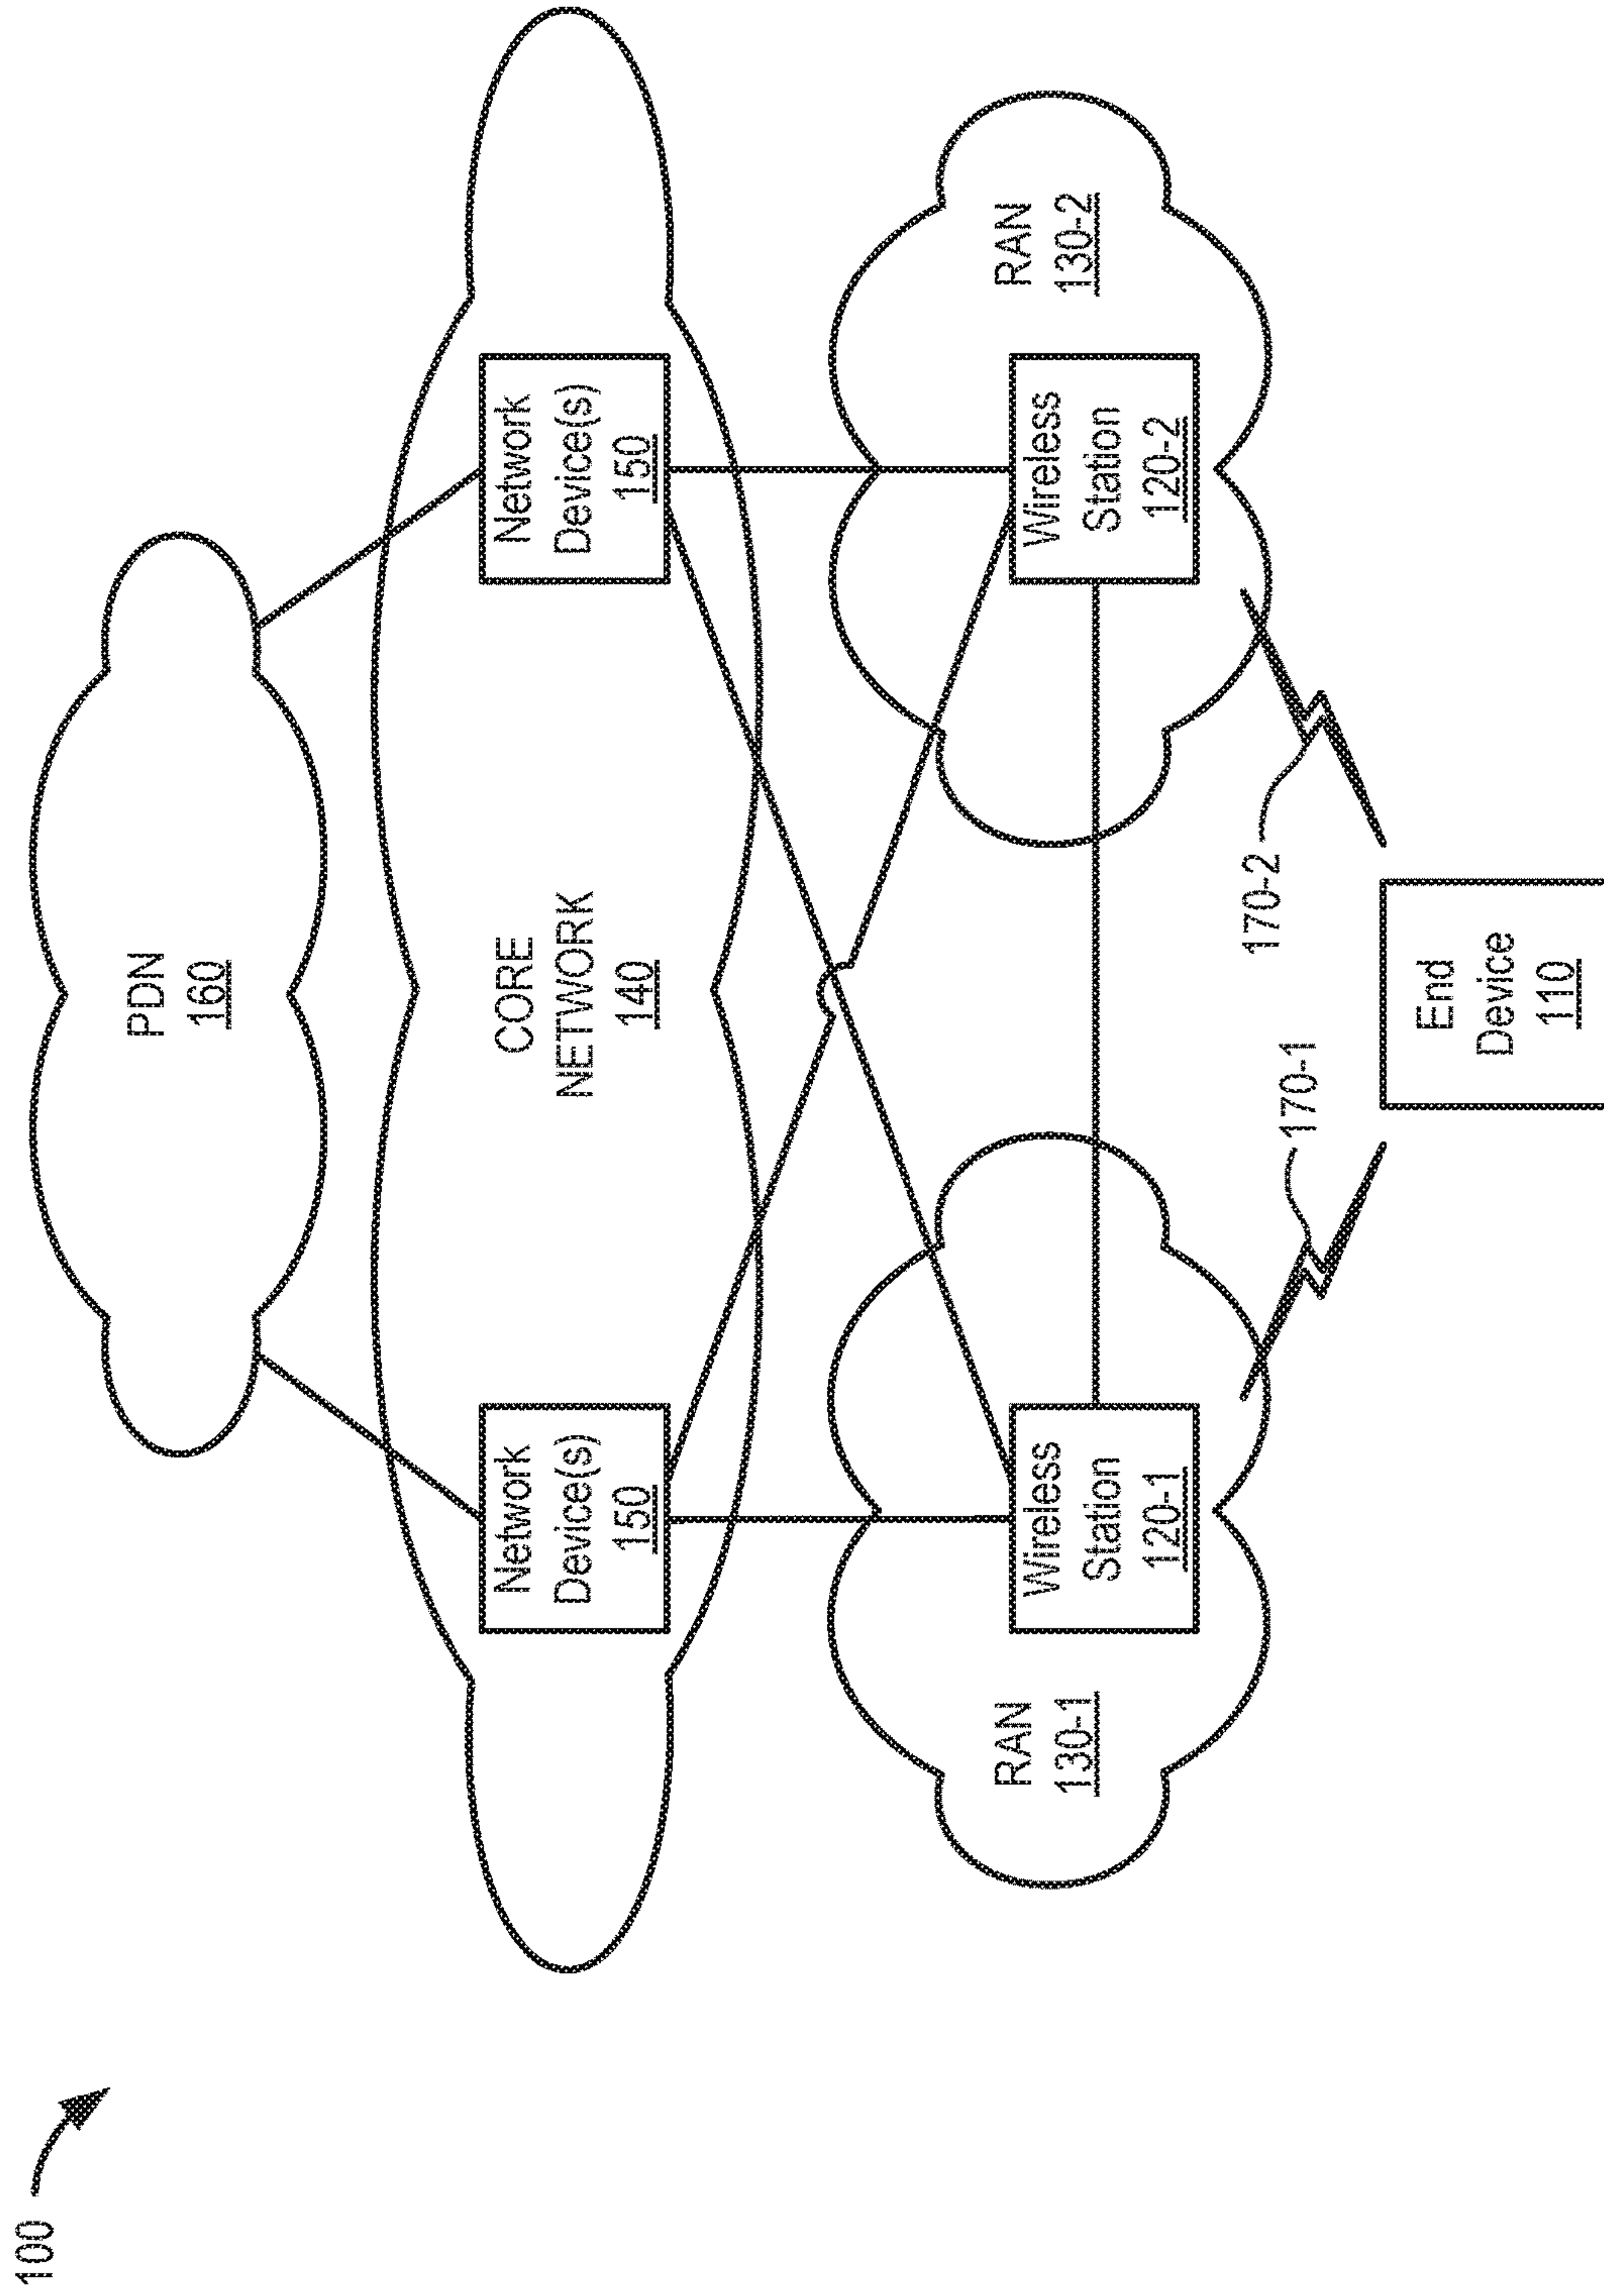 100
PDN
160
CORE
NETWORK
140
Network
Device(s)
150
Network
Device(s)
150
RAN
130-1
Wireless
Station
120-1
Wireless
Station
120-2
RAN
130-2
170-1
170-2
End
Device
110